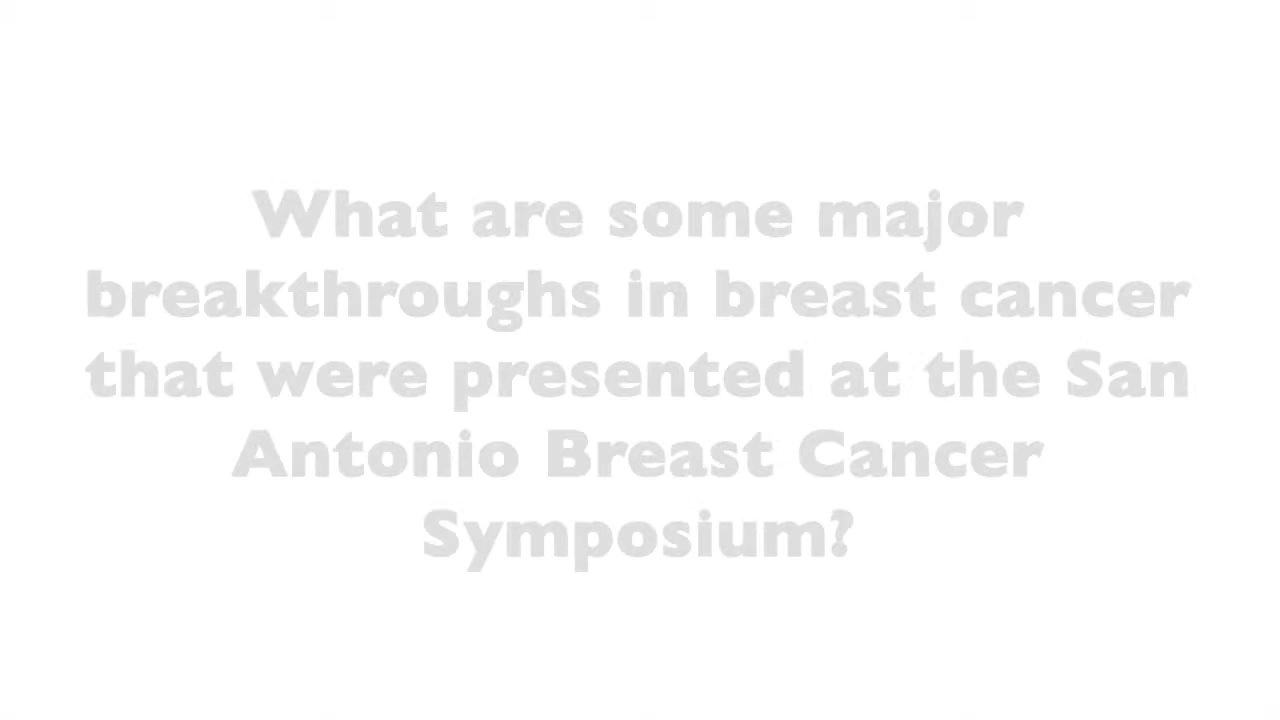 What are some major
breakthroughs in breast cancer
that were presented at the San
Antonio Breast Cancer
Symposium?